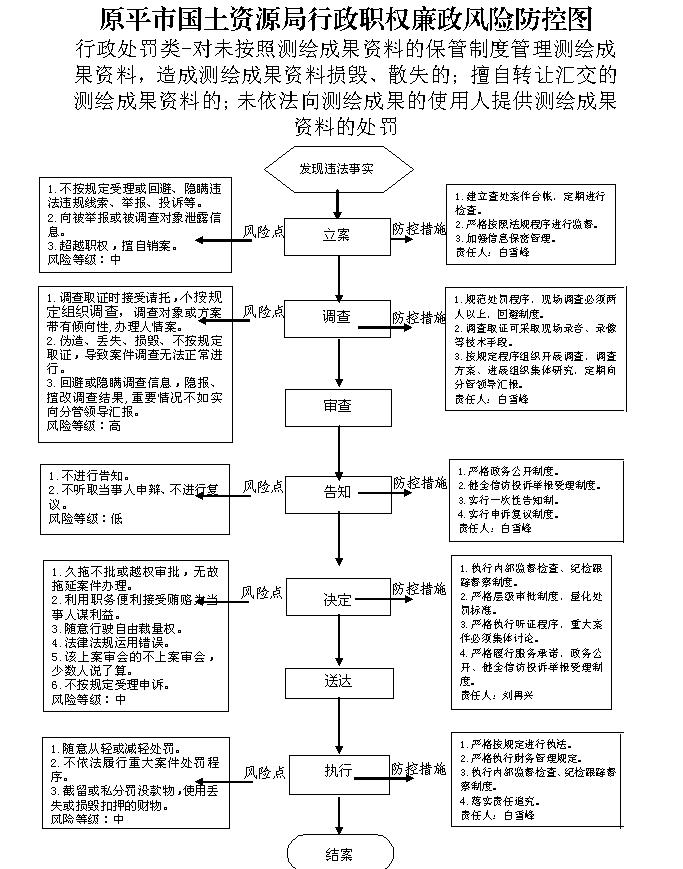 原平市国土资源局行政职权廉政风险防控图
行政处罚类-对未按照测绘成果资料的保管制度管理测绘成
果资料，造成测绘成果资料损毁、散失的；擅自转让汇交的
测绘成果资料的；未依法向测绘成果的使用人提供测绘成果
资料的处罚
发现违法事实
1.不按规定受理或回避、隐瞒违
法违规线索、举报、投诉等。
2.向被举报或被调查对象泄露信
息。
3.超越职权，擅自销案。
风险等级：中
风险点
立案
防控措施
1.建立查处案件台帐，定期进行
检查。
2.严格按照法规程序进行监督。
3.加强信息保密管理。
责任人：白雪峰
1.调查取证时接受请托，不按规
定组织调查，调查对象或方案
带有倾向性,办理人情案。
2.伪造、丢失、损毁、不按规定
取证，导致案件调查无法正常进
行。
3.回避或隐瞒调查信息，隐报、
揎改调查结果,重要情况不如实
向分管领导汇报。
风险等级：高
风险点
调查
防控措施
1.规范处罚程序，现场调查必须两
人以上，回避制度。
2.调查取证可采取现场录音、录像
等技术手段。
3.按规定程序组织开展调查，调查
方案、进展组织集体研究，定期向
分管领导汇报。
责任人：白雪峰
审查
1.不进行告知。
2.不听取当事人申辩、不进行复
议。
风险等级：低
风险点
告知
防控措施
1.严格政务公开制度。
2.健全信访投诉举报受理制度。
3.实行一次性告知制。
4.实行申诉复议制度。
责任人：白雪峰
1.久拖不批或越权审批，无故
拖延案件办理。
2.利用职务便利接受贿赂为当
事人谋利益。
3.随意行驶自由裁量权。
4.法律法规运用错误。
5.该上案审会的不上案审会，
少数人说了算。
6.不按规定受理申诉。
风险等级：中
风险点
决定
防控措施
1.执行内部监督检查、纪检跟
踪督察制度。
2.严格层级审批制度，量化处
罚标准。
3.严格执行听证程序，重大案
件必须集体讨论。
4.严格履行服务承诺，政务公
开、健全信访投诉举报受理制
度。
责任人：刘再兴
送达
1.随意从轻或减轻处罚。
2.不依法履行重大案件处罚程
序。
3.截留或私分罚没款物,使用丢
失或损毁扣押的财物。
风险等级：中
风险点
执行
防控措施
1.严格按规定进行执法。
2.严格执行财务管理规定。
3.执行内部监督检查、纪检跟踪督
察制度。
4.落实责任追究。
责任人：白雪峰
结案